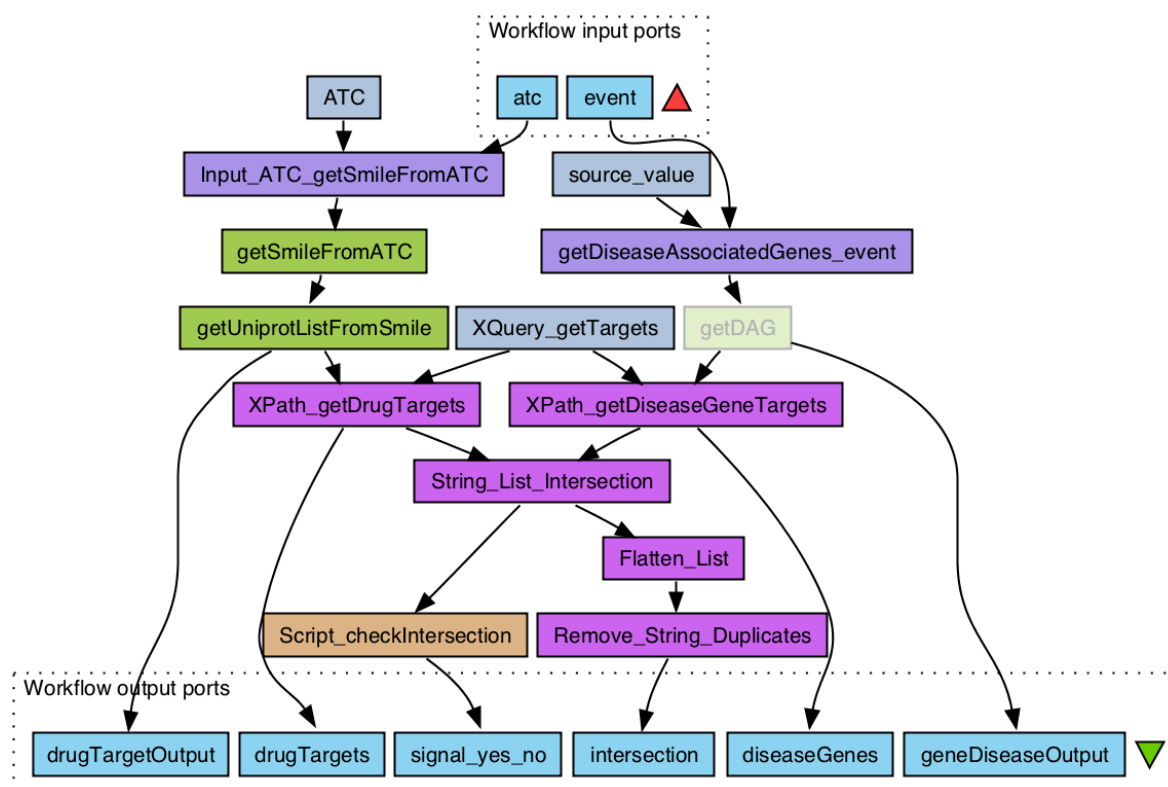 Workflow input ports
ATC
atc
event
Input_ATC_getSmileFromATC
source_value
getSmileFromATC
getDiseaseAssociatedGenes_event
getUniprotListFromSmile
XQuery_getTargets
getDAG
XPath_getDrugTargets
XPath_getDiseaseGeneTargets
String_List_Intersection
Flatten_List
Script_checkIntersection
Remove_String_Duplicates
Workflow output ports
drugTargetOutput
drugTargets
signal_yes_no
intersection
diseaseGenes
geneDiseaseOutput